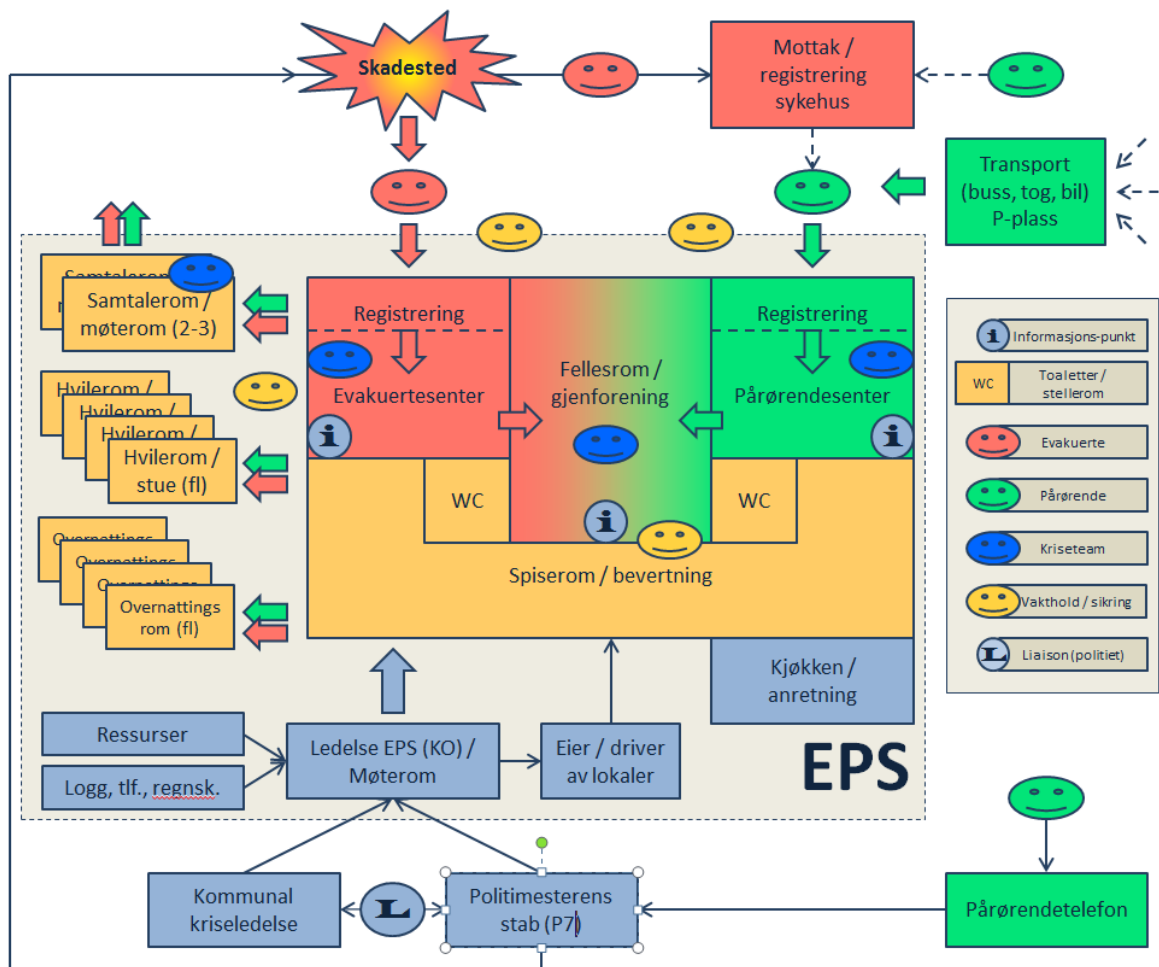 Skadested
Mottak /
registrering
sykehus
Transport
(buss, tog, bil)
P-plass
Samtalerom /
møterom (2-3)
Registrering
Evakuertesenter
i
Fellesrom /
gjenforening
i
Registrering
Pårørendesenter
i
Hvilerom /
Hvilerom /
Hvilerom /
Hvilerom /
stue (fl)
WC
WC
Spiserom / bevertning
Overnattings
Overnattings
Overnattings
Overnattings
rom (fl)
Kjøkken /
anretning
Ressurser
Logg, tlf., regnsk.
Ledelse EPS (KO) /
Møterom
Eier / driver
av lokaler
EPS
Kommunal
kriseledelse
L
Politimesterens
stab (P7)
Pårørendetelefon
i
Informasjons-punkt
WC
Toaletter /
stellerom
Evakuerte
Pårørende
Kriseteam
Vakthold / sikring
L
Liaison (politiet)